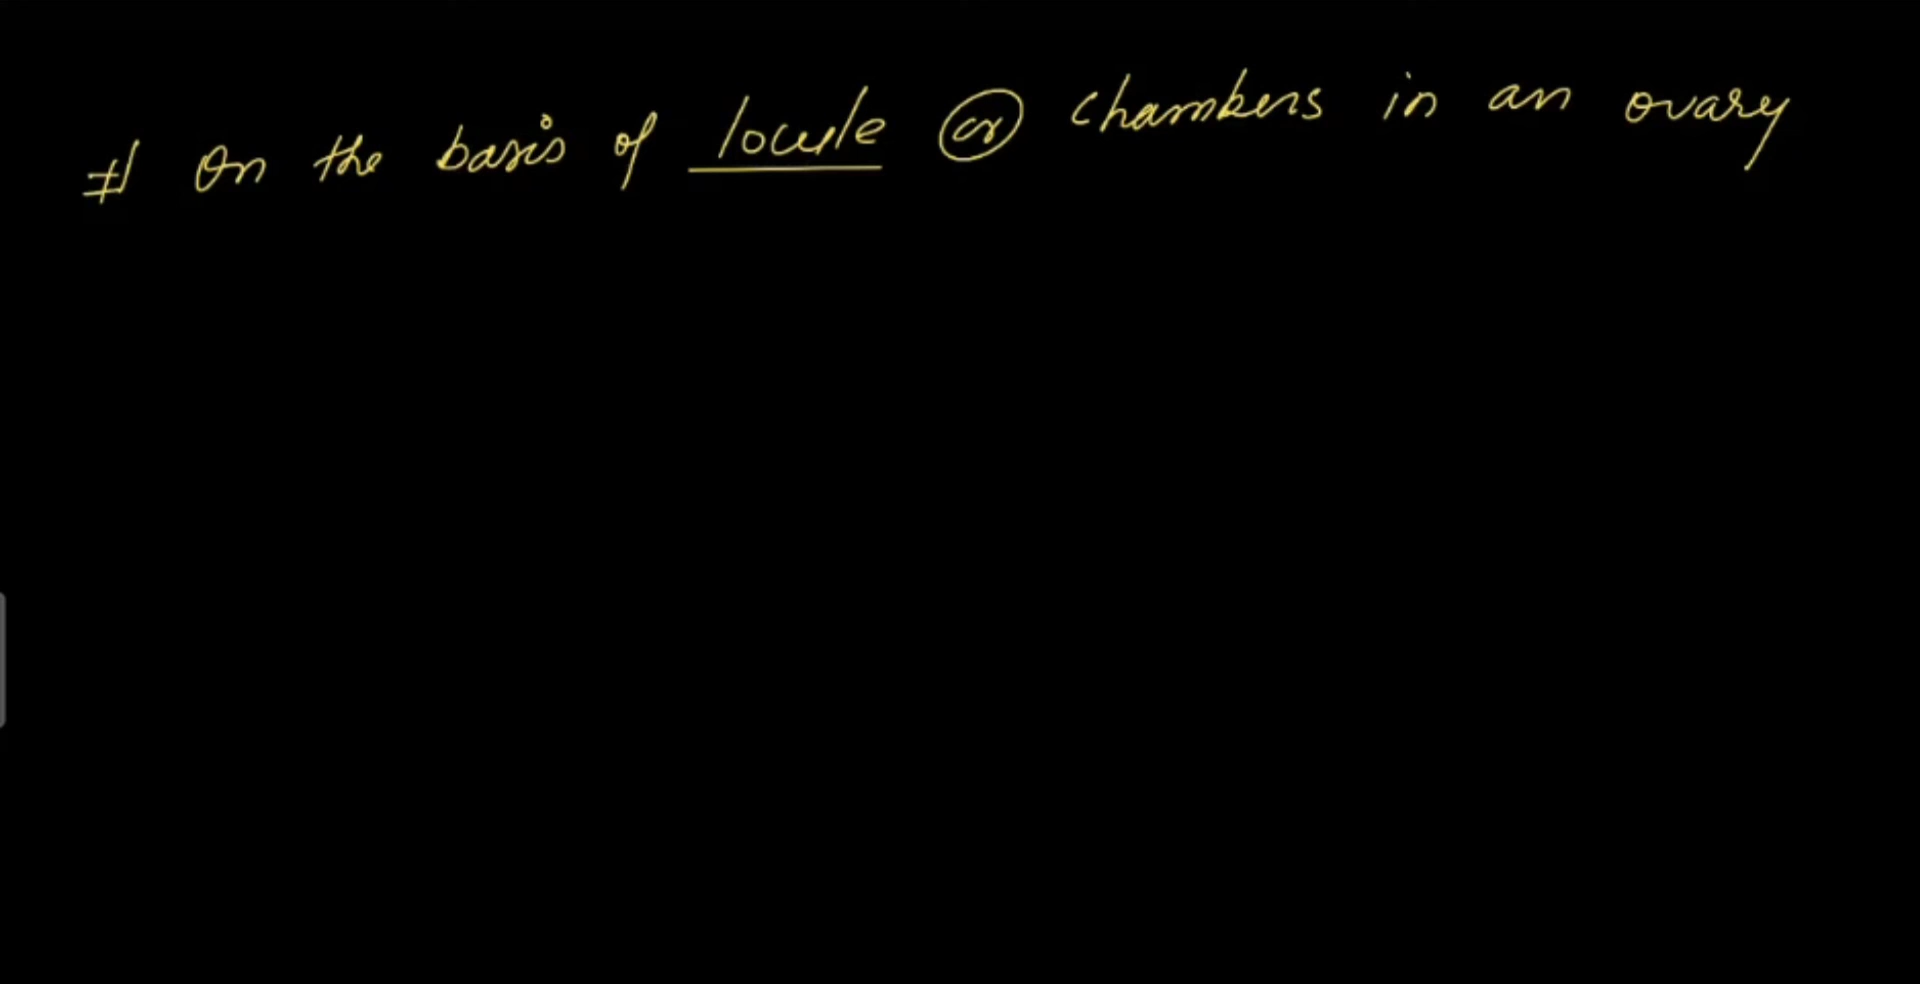 # On the basis of locule or chambers in an ovary